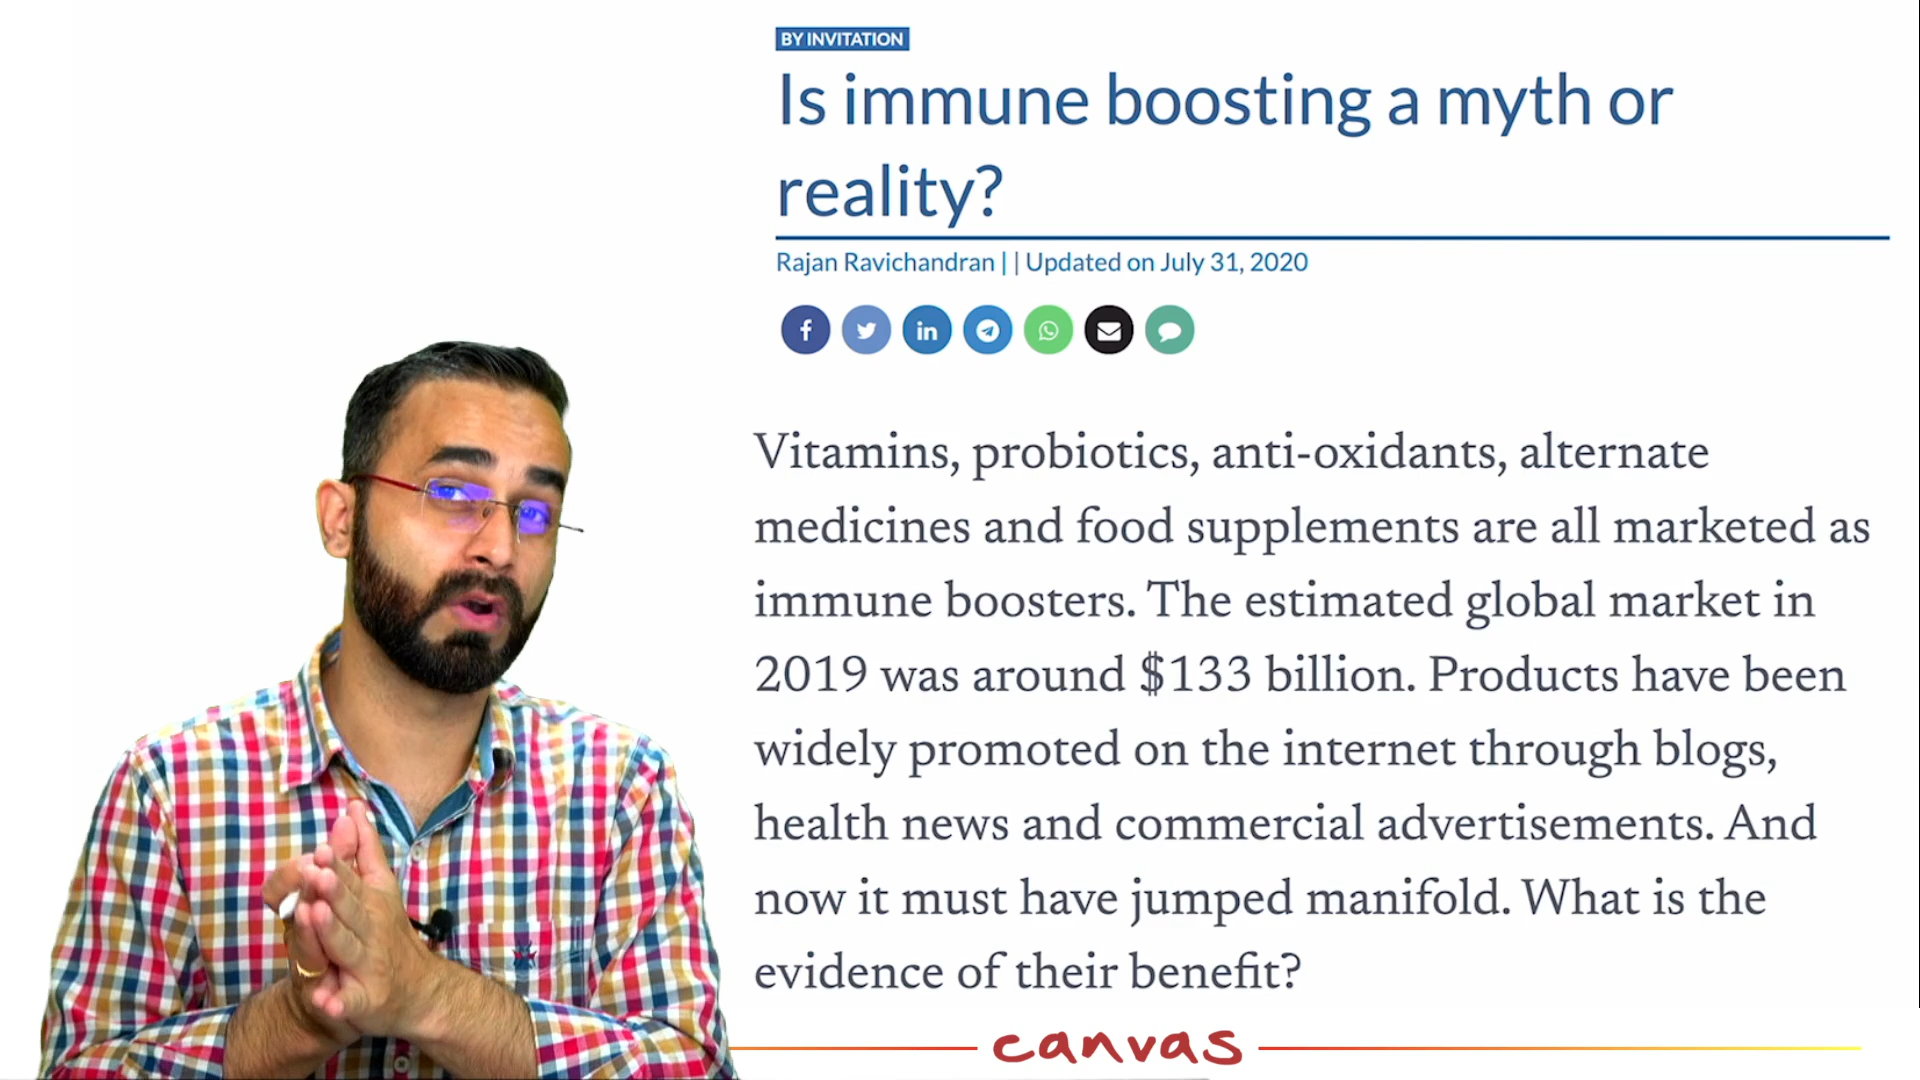 BY INVITATION
Is immune boosting a myth or
reality?
Rajan Ravichandran | | Updated on July 31, 2020
f in
Vitamins, probiotics, anti-oxidants, alternate
medicines and food supplements are all marketed as
immune boosters. The estimated global market in
2019 was around $133 billion. Products have been
widely promoted on the internet through blogs,
health news and commercial advertisements. And
now it must have jumped manifold. What is the
evidence of their benefit?
canvas